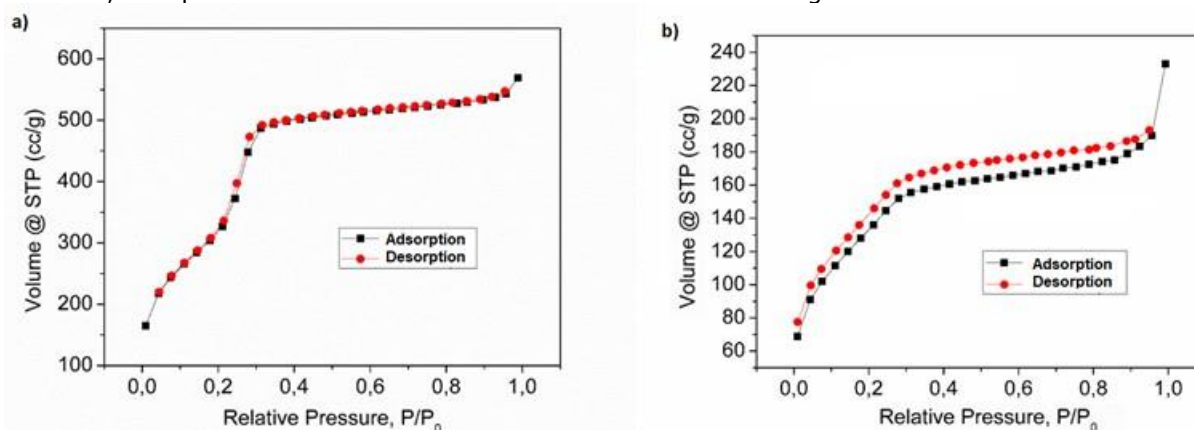 a)
600
500
400
300
200
100
Volume @ STP (cc/g)
Adsorption
Desorption
0,0 0,2 0,4 0,6 0,8 1,0
Relative Pressure, P/P₀
b)
240
220
200
180
160
140
120
100
80
60
Volume @ STP (cc/g)
Adsorption
Desorption
0,0 0,2 0,4 0,6 0,8 1,0
Relative Pressure, P/P₀